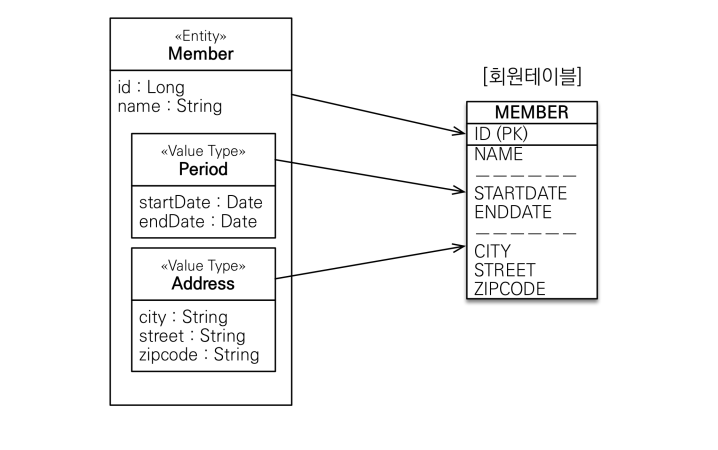 «Entity»
Member
id : Long
name : String
«Value Type»
Period
startDate : Date
endDate : Date
«Value Type»
Address
city : String
street : String
zipcode : String
[회원테이블]
MEMBER
ID (PK)
NAME
STARTDATE
ENDDATE
CITY
STREET
ZIPCODE